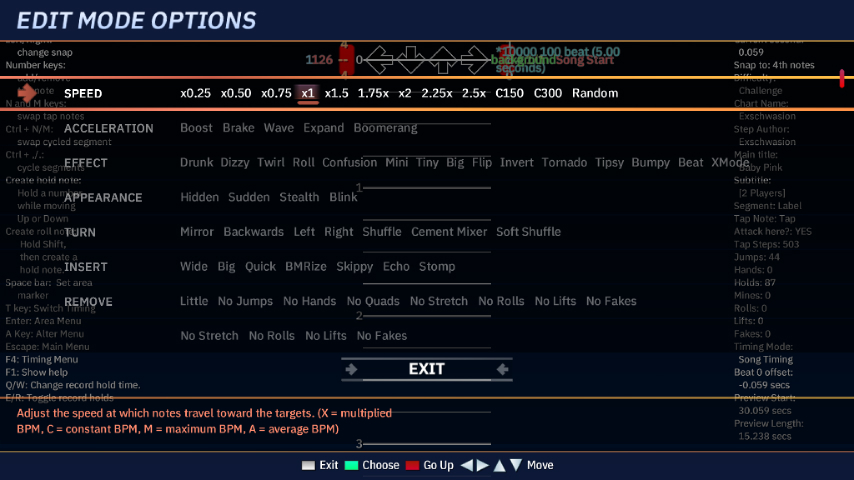 EDIT MODE OPTIONS
change snap
Number keys:
note
N and M keys:
swap tap notes
Ctrl + N/M:
swap cycled segment
Ctrl + ,/.:
cycle segments
Create hold note:
Hold a number
while moving
Up or Down
Create roll note:
Hold Shift,
then create a
hold note.
Space bar: Set area
marker
T key: Switch Timing
Enter: Area Menu
A Key: Alter Menu
Escape: Main Menu
F4: Timing Menu
F1: Show help
Q/W: Change record hold time.
E/R: Toggle record holds
4
1126 -- 0
4
*10000 100 beat (5.00
seconds)
background
Song Start
SPEED x0.25 x0.50 x0.75 x1 x1.5 1.75x x2 2.25x 2.5x C150 C300 Random
ACCELERATION Boost Brake Wave Expand Boomerang
EFFECT Drunk Dizzy Twirl Roll Confusion Mini Tiny Big Flip Invert Tornado Tipsy Bumpy Beat XMode
APPEARANCE Hidden Sudden Stealth Blink
TURN Mirror Backwards Left Right Shuffle Cement Mixer Soft Shuffle
INSERT Wide Big Quick BMRize Skippy Echo Stomp
REMOVE Little No Jumps No Hands No Quads No Stretch No Rolls No Lifts No Fakes
No Stretch No Rolls No Lifts No Fakes
1
2
3
EXIT
0.059
Snap to: 4th notes
Difficulty:
Challenge
Chart Name:
Exschwasion
Step Author:
Exschwasion
Main title:
Baby Pink
Subtitle:
[2 Players]
Segment: Label
Tap Note: Tap
Attack here?: YES
Tap Steps: 503
Jumps: 44
Hands: 0
Holds: 87
Mines: 0
Rolls: 0
Lifts: 0
Fakes: 0
Timing Mode:
Song Timing
Beat 0 offset:
-0.059 secs
Preview Start:
30.059 secs
Preview Length:
15.238 secs
Adjust the speed at which notes travel toward the targets. (X = multiplied
BPM, C = constant BPM, M = maximum BPM, A = average BPM)
Exit Choose Go Up Move